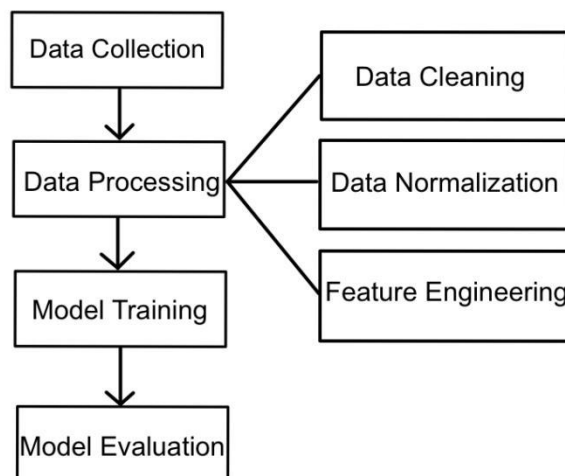 Data Collection
Data Cleaning
Data Processing
Data Normalization
Model Training
Feature Engineering
Model Evaluation